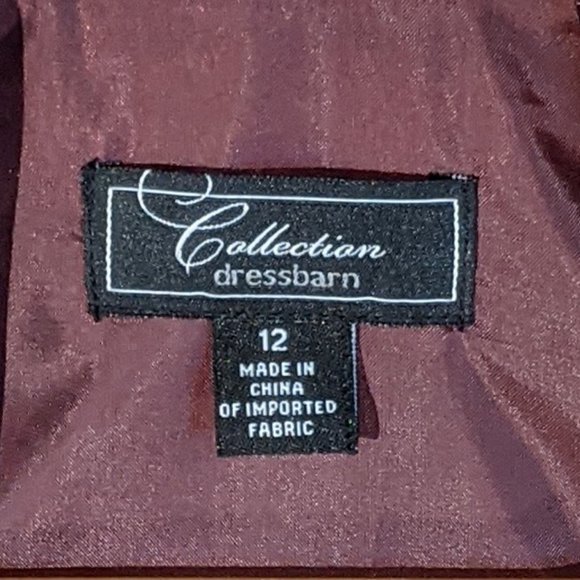 Collection
dressbarn
12
MADE IN
CHINA
OF IMPORTED
FABRIC